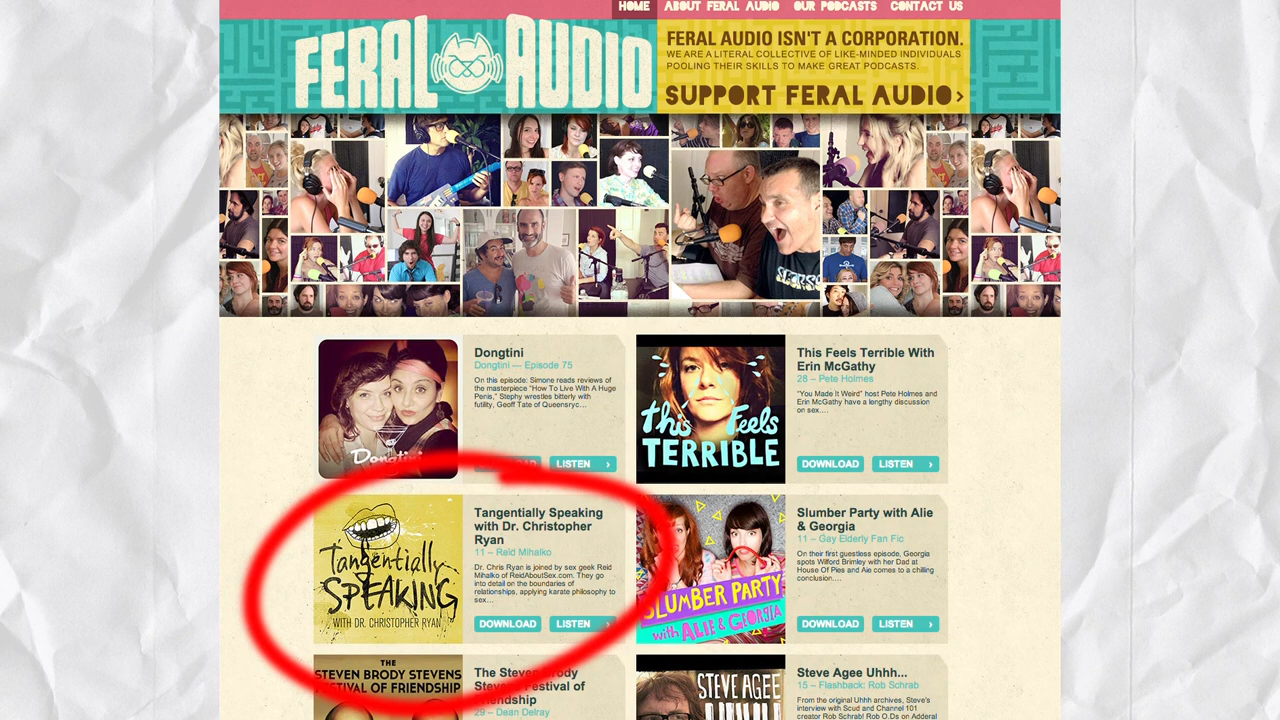 HOME ABOUT FERAL AUDIO OUR PODCASTS CONTACT US
FERAL AUDIO
FERAL AUDIO ISN'T A CORPORATION.
WE ARE A LITERAL COLLECTIVE OF LIKE-MINDED INDIVIDUALS
POOLING THEIR SKILLS TO MAKE GREAT PODCASTS.
SUPPORT FERAL AUDIO>
Dongtini
Dongtini
Dongtini — Episode 75
On this episode: Simone reads reviews of
the masterpiece "How To Live With A Huge
Penis," Stephy wrestles bitterly with
futility, Geoff Tate of Queensryc…
LISTEN ›
This Feels
TERRIBLE
This Feels Terrible With
Erin McGathy
28 – Pete Holmes
"You Made It Weird" host Pete Holmes and
Erin McGathy have a lengthy discussion
on sex.…
DOWNLOAD LISTEN ›
Tangentially
SPEAKING
WITH DR. CHRISTOPHER RYAN
Tangentially Speaking
with Dr. Christopher
Ryan
11 – Reid Mihalko
Dr. Chris Ryan is joined by sex geek Reid
Mihalko of ReidAboutSex.com. They go
into detail on the boundaries of
relationships, applying karate philosophy to
sex…
DOWNLOAD LISTEN ›
SLUMBER PARTY
with ALIE & GEORGIA
Slumber Party with Alie
& Georgia
11 – Gay Elderly Fan Fic
On their first guestless episode, Georgia
spots Wilford Brimley with her Dad at
House Of Pies and Aie comes to a chilling
conclusion.…
DOWNLOAD LISTEN ›
THE
STEVEN BRODY STEVENS
FESTIVAL OF FRIENDSHIP
The Steven Brody
Stevens Festival of
Friendship
29 – Dean Delray
STEVE AGEE
Steve Agee Uhhh...
15 – Flashback: Rob Schrab
From the original Uhhh archives, Steve's
interview with Scud and Channel 101
creator Rob Schrab! Rob O.Ds on Adderal